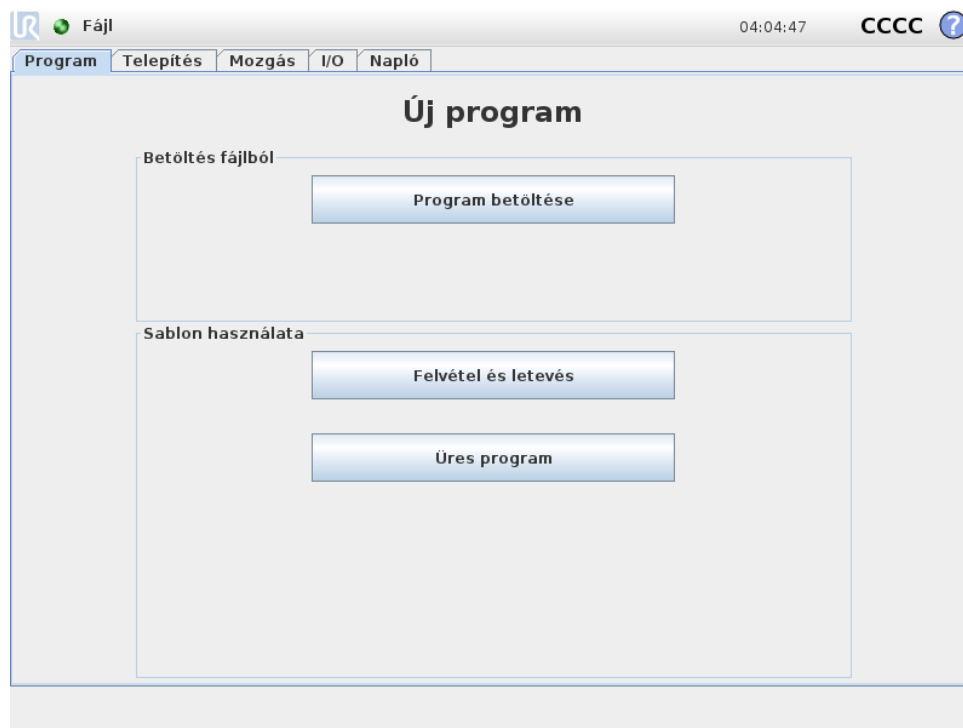 UR Fájl 04:04:47 CCCC ?
Program Telepítés Mozgás I/O Napló
Új program
Betöltés fájlból
Program betöltése
Sablon használata
Felvétel és letevés
Üres program